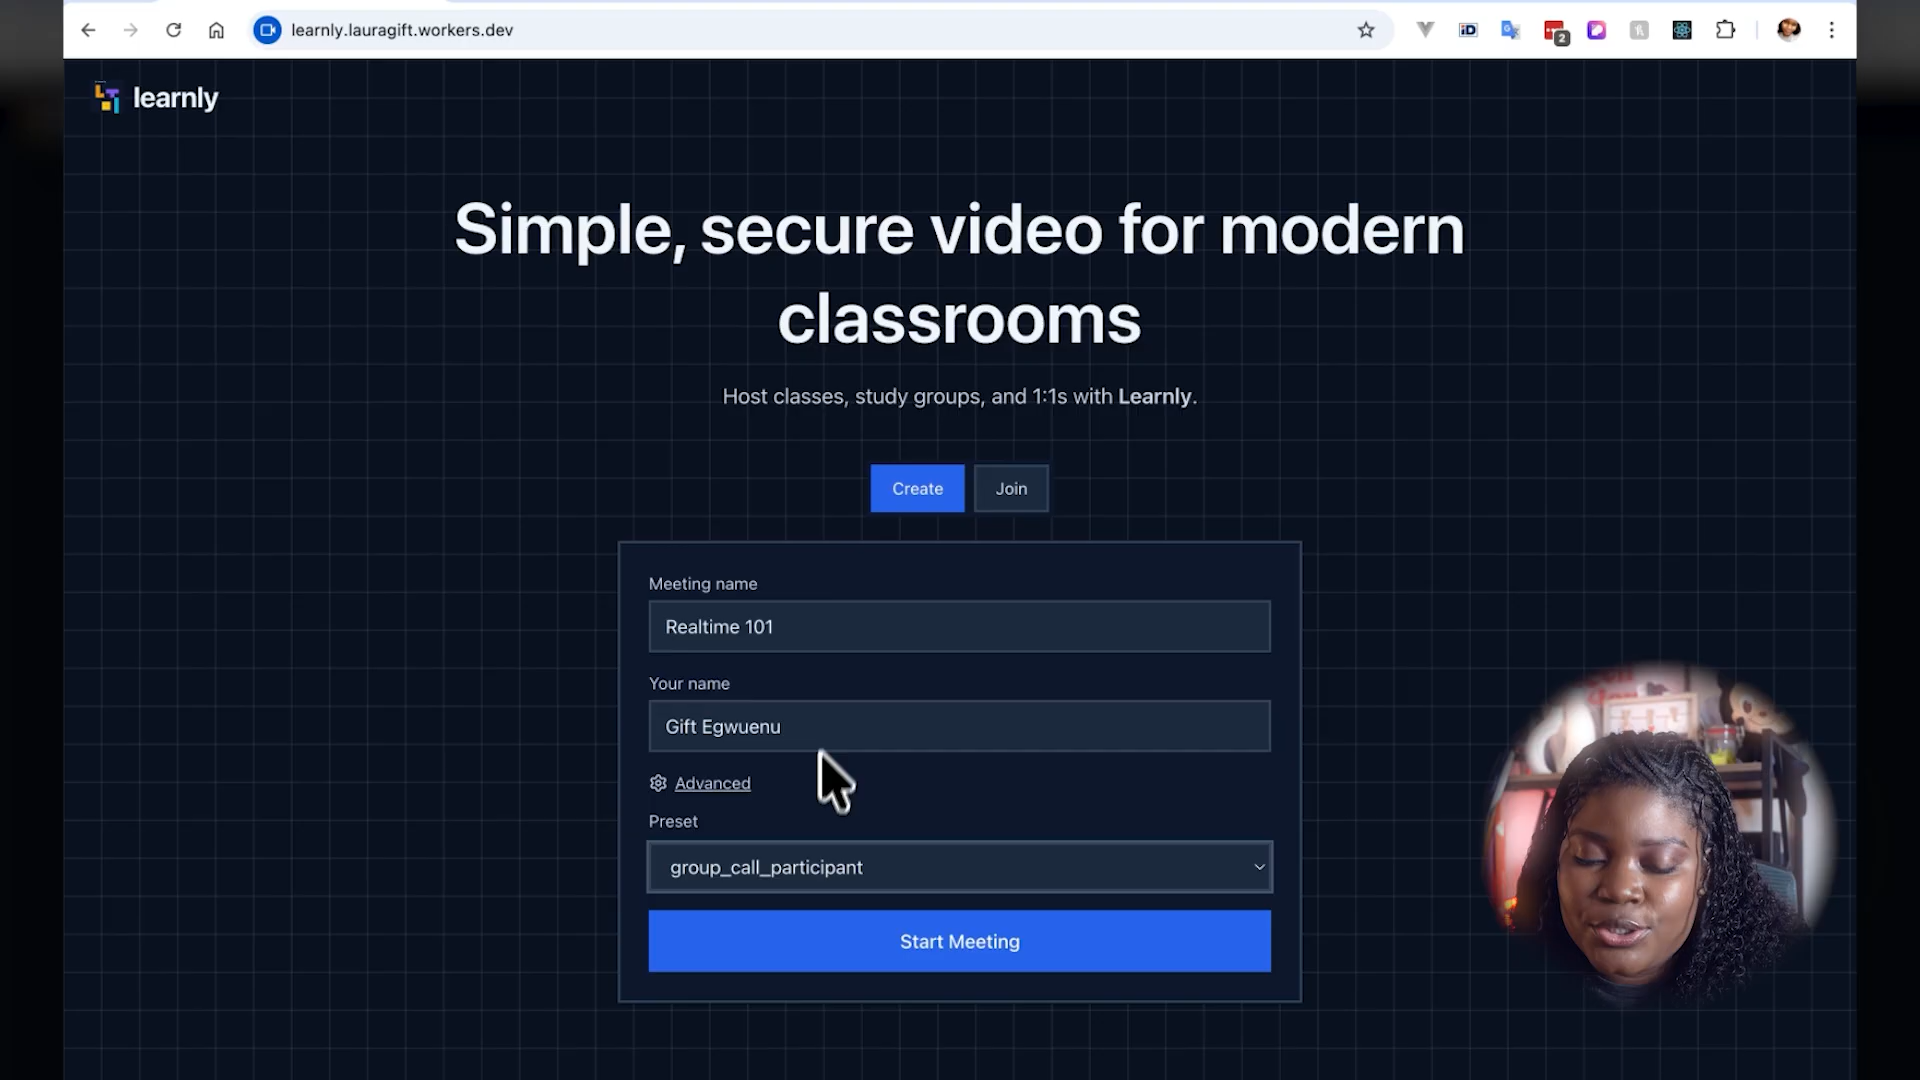 learnly.lauragift.workers.dev
2
learnly
Simple, secure video for modern
classrooms
Host classes, study groups, and 1:1s with Learnly.
Create
Join
Meeting name
Realtime 101
Your name
Gift Egwuenu
Advanced
Preset
group_call_participant
Start Meeting